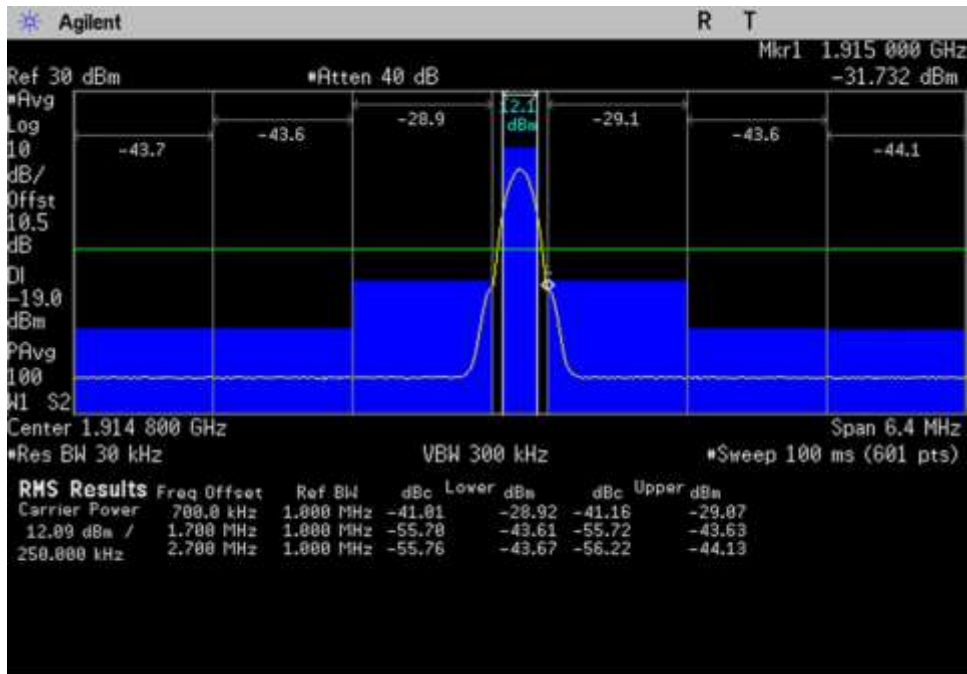 Agilent R T
Mkr1 1.915 000 GHz
Ref 30 dBm #Atten 40 dB -31.732 dBm
#Avg
Log
10
dB/
Offst
10.5
dB
DI
-19.0
dBm
PAvg
100
W1 S2
-43.7
-43.6
-28.9
12.1
dBm
-29.1
-43.6
-44.1
1
Center 1.914 800 GHz Span 6.4 MHz
#Res BW 30 kHz VBW 300 kHz #Sweep 100 ms (601 pts)
RMS Results Freq Offset Ref BW dBc Lower dBm dBc Upper dBm
Carrier Power 700.0 kHz 1.000 MHz -41.01 -28.92 -41.16 -29.07
12.09 dBm / 1.700 MHz 1.000 MHz -55.70 -43.61 -55.72 -43.63
250.000 kHz 2.700 MHz 1.000 MHz -55.76 -43.67 -56.22 -44.13